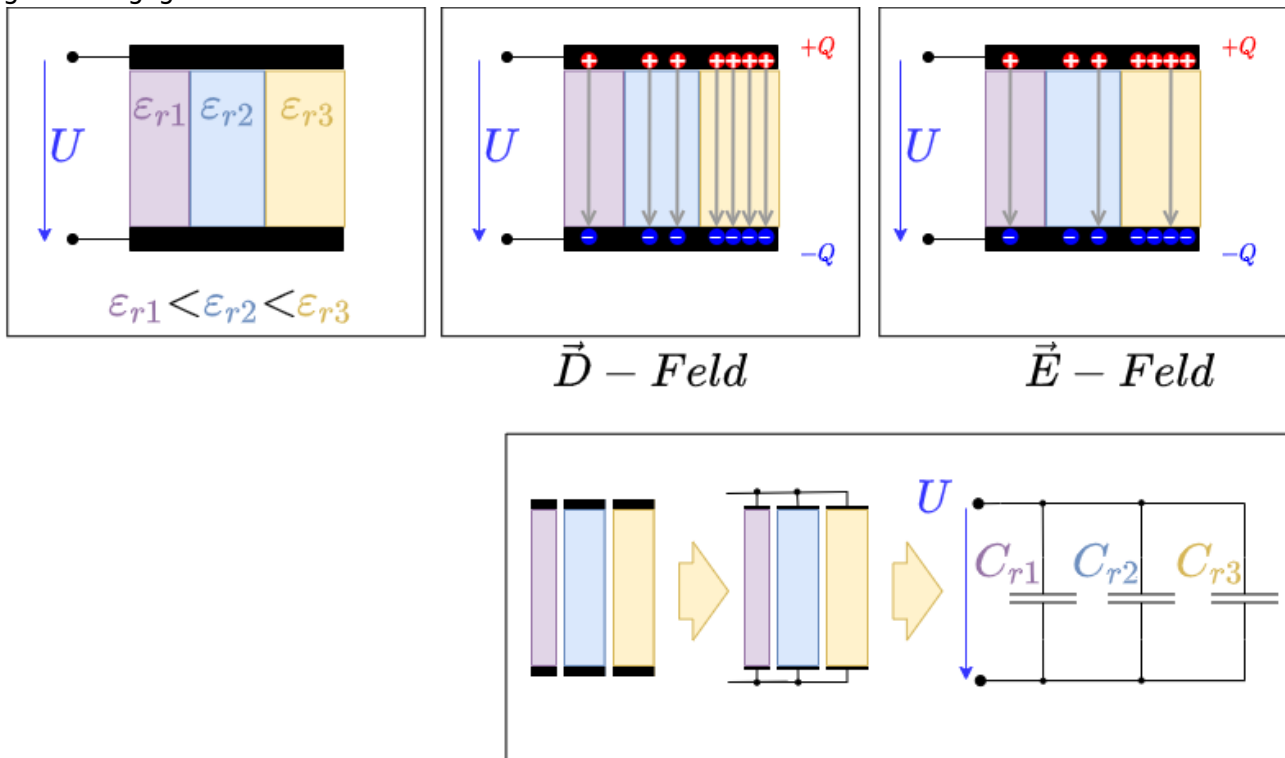 U
εr1 εr2 εr3
εr1<εr2<εr3
U
+Q
−Q
U
+Q
−Q
D⃗ − Feld
E⃗ − Feld
U
Cr1 Cr2 Cr3